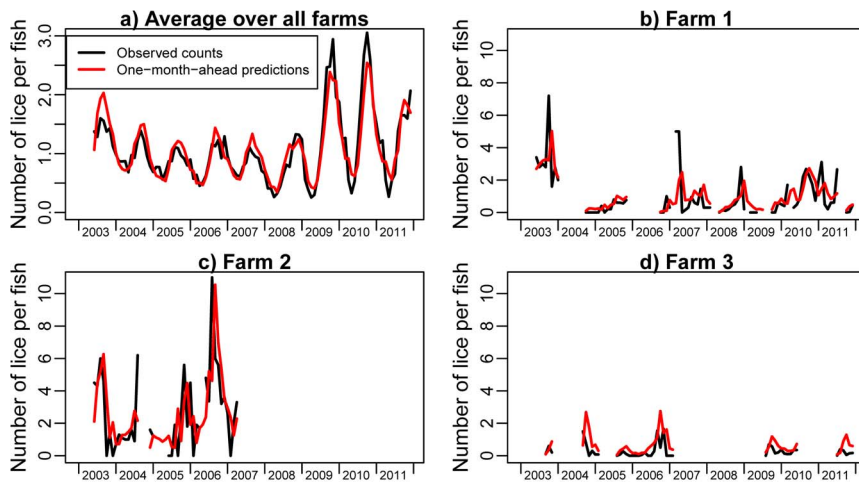 a) Average over all farms
Number of lice per fish
3.0
2.0
1.0
0.0
Observed counts
One-month-ahead predictions
2003 2004 2005 2006 2007 2008 2009 2010 2011
b) Farm 1
Number of lice per fish
10
8
6
4
2
0
2003 2004 2005 2006 2007 2008 2009 2010 2011
c) Farm 2
Number of lice per fish
10
8
6
4
2
0
2003 2004 2005 2006 2007 2008 2009 2010 2011
d) Farm 3
Number of lice per fish
10
8
6
4
2
0
2003 2004 2005 2006 2007 2008 2009 2010 2011